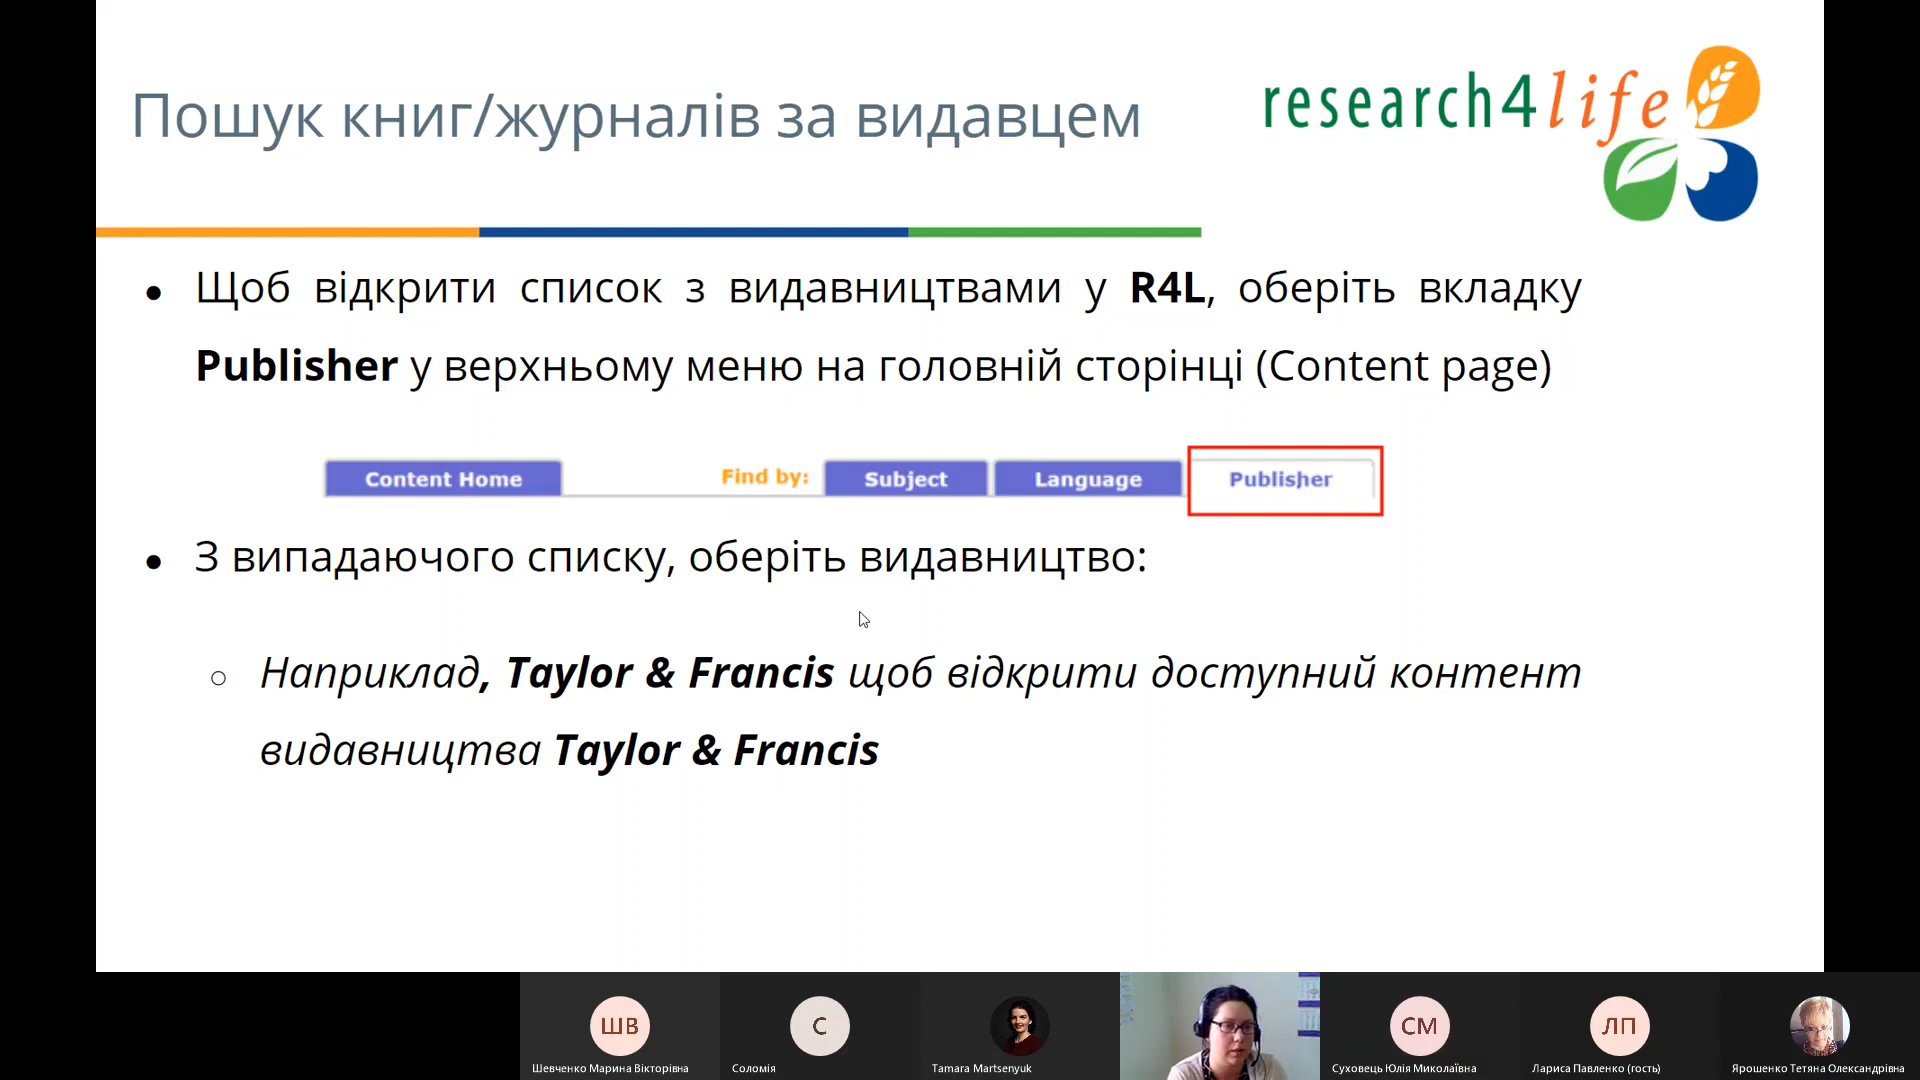 Пошук книг/журналів за видавцем
research4life
● Щоб відкрити список з видавництвами у R4L, оберіть вкладку
Publisher у верхньому меню на головній сторінці (Content page)
Content Home Find by: Subject Language Publisher
● З випадаючого списку, оберіть видавництво:
○ Наприклад, Taylor & Francis щоб відкрити доступний контент
видавництва Taylor & Francis
ШВ С СМ ЛП
Шевченко Марина Вікторівна Соломія Tamara Martsenyuk Суховець Юлія Миколаївна Лариса Павленко (гость) Ярошенко Тетяна Олександрівна